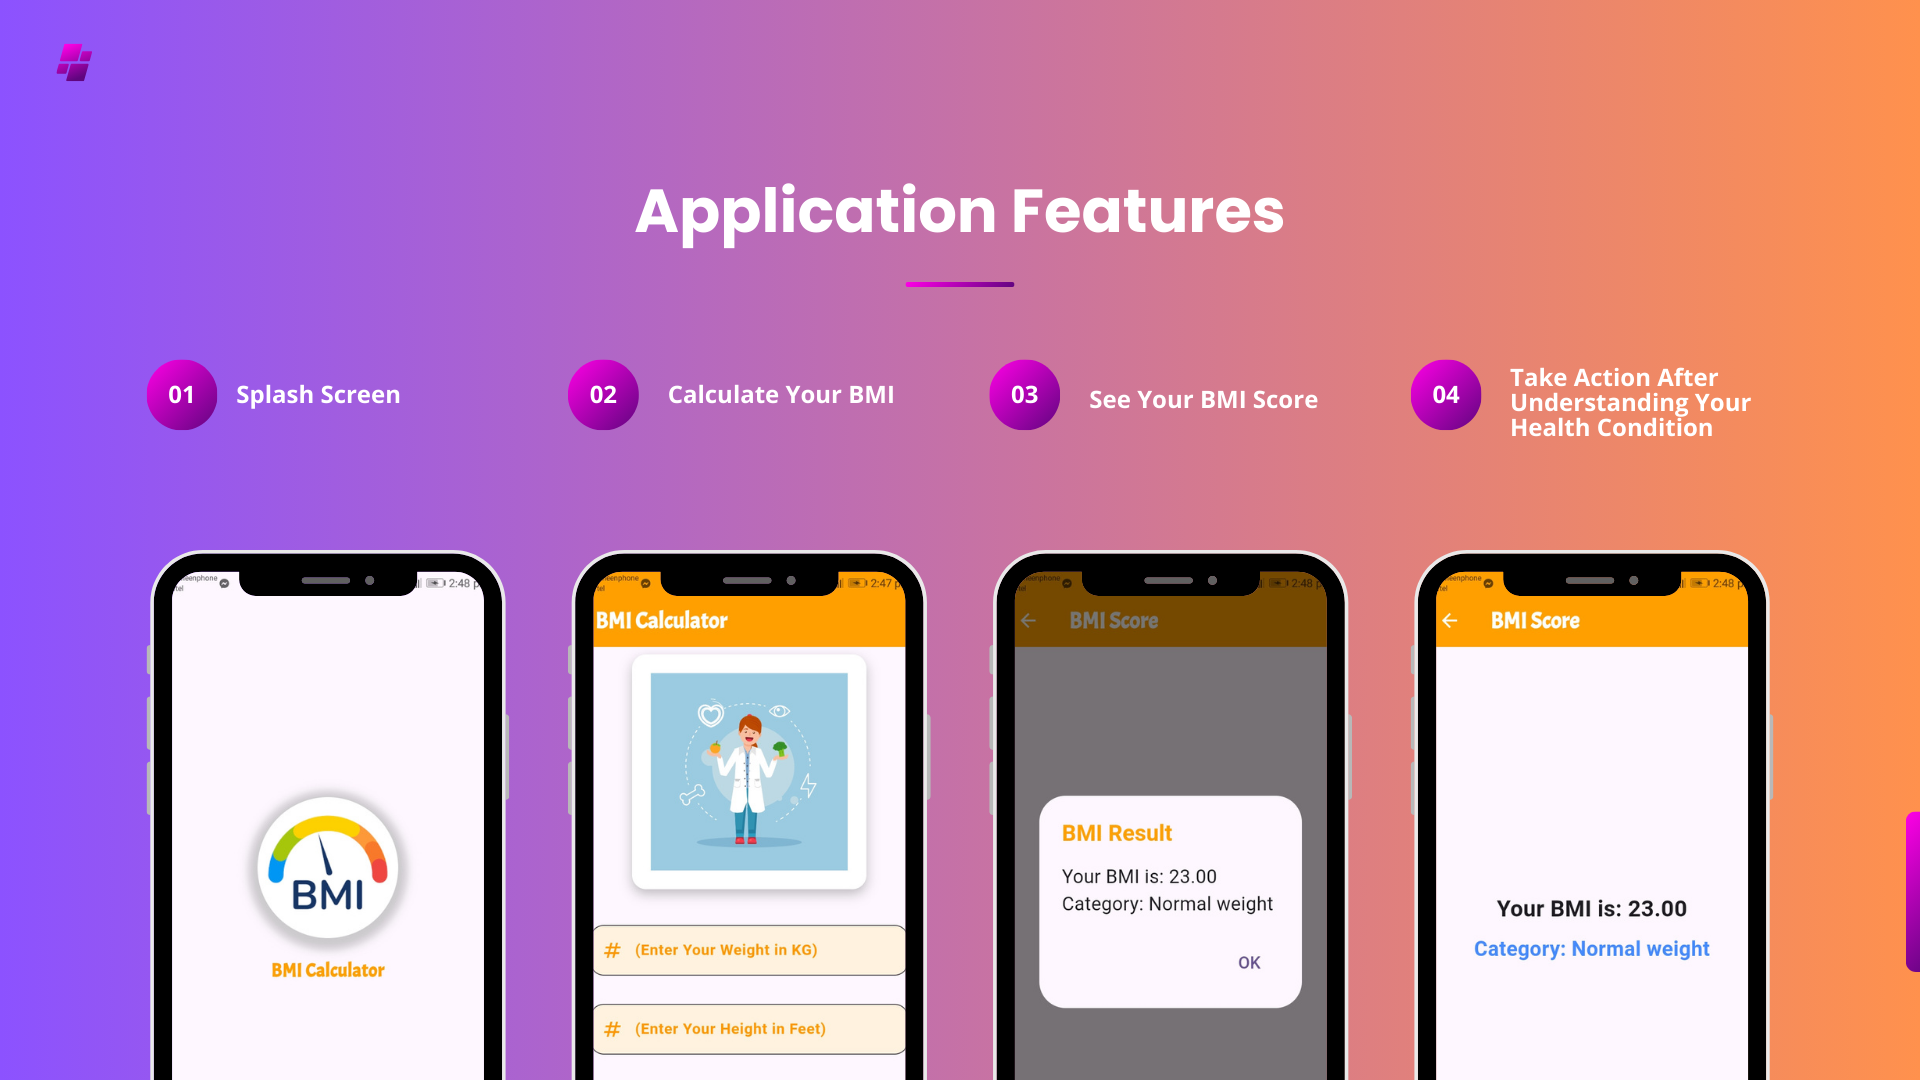 Application Features
01
Splash Screen
02
Calculate Your BMI
03
See Your BMI Score
04
Take Action After
Understanding Your
Health Condition
2:48
BMI
BMI Calculator
2:47
BMI Calculator
# (Enter Your Weight in KG)
# (Enter Your Height in Feet)
2:48
BMI Score
BMI Result
Your BMI is: 23.00
Category: Normal weight
OK
2:48
BMI Score
Your BMI is: 23.00
Category: Normal weight